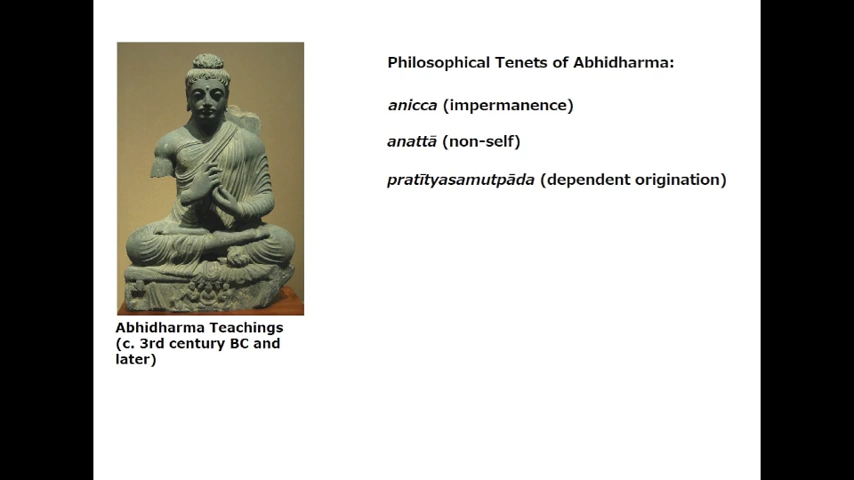 Philosophical Tenets of Abhidharma:
anicca (impermanence)
anattā (non-self)
pratītyasamutpāda (dependent origination)
Abhidharma Teachings
(c. 3rd century BC and
later)